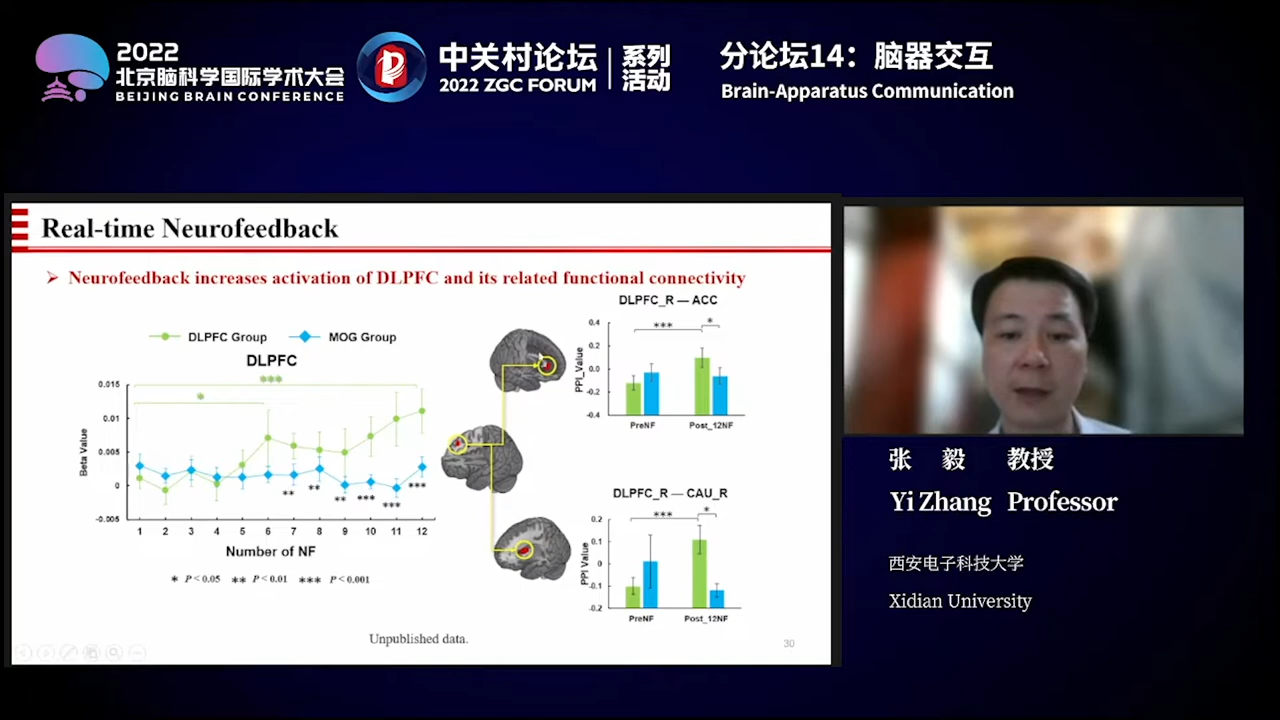 2022
北京脑科学国际学术大会
BEIJING BRAIN CONFERENCE
中关村论坛
2022 ZGC FORUM
系列
活动
分论坛14：脑器交互
Brain-Apparatus Communication
Real-time Neurofeedback
➢ Neurofeedback increases activation of DLPFC and its related functional connectivity
DLPFC Group
MOG Group
DLPFC
***
*
0.015
0.01
0.005
0
-0.005
Beta Value
** ** ** *** *** ***
1 2 3 4 5 6 7 8 9 10 11 12
Number of NF
* P < 0.05 ** P < 0.01 *** P < 0.001
DLPFC_R — ACC
*** *
0.4
0.2
0.0
-0.2
-0.4
PPI_Value
PreNF Post_12NF
DLPFC_R — CAU_R
*** *
0.2
0.1
0
-0.1
-0.2
PPI Value
PreNF Post_12NF
Unpublished data.
30
张 毅 教授
Yi Zhang Professor
西安电子科技大学
Xidian University